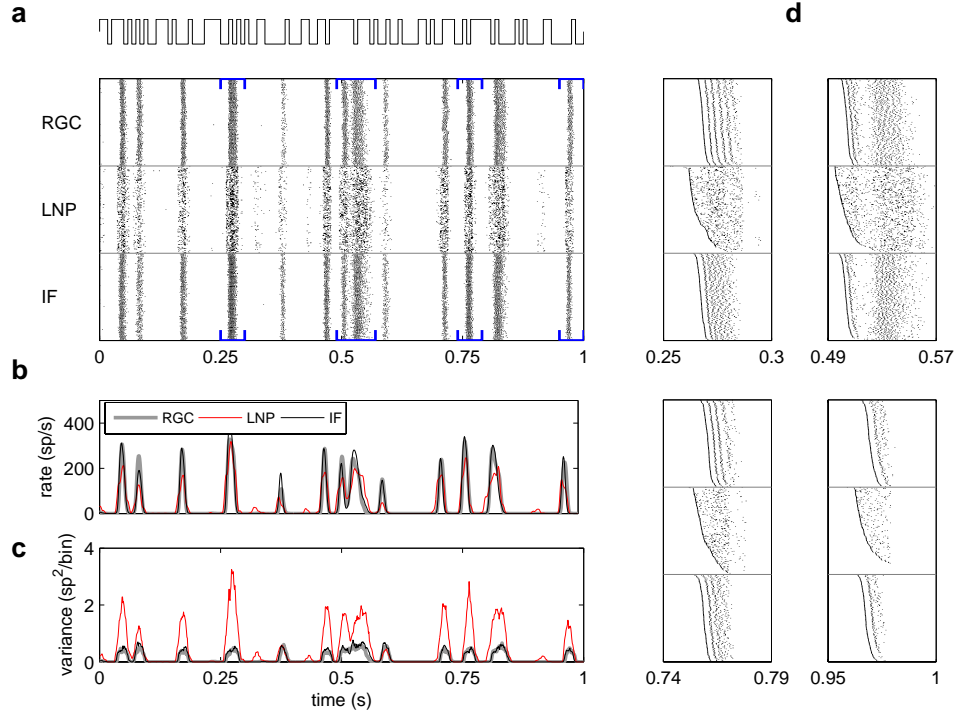 a
d
RGC
LNP
IF
0 0.25 0.5 0.75 1
0.25 0.3
0.49 0.57
b
RGC LNP IF
400
200
0
rate (sp/s)
c
4
2
0
variance (sp²/bin)
0 0.25 0.5 0.75 1
time (s)
0.74 0.79
0.95 1